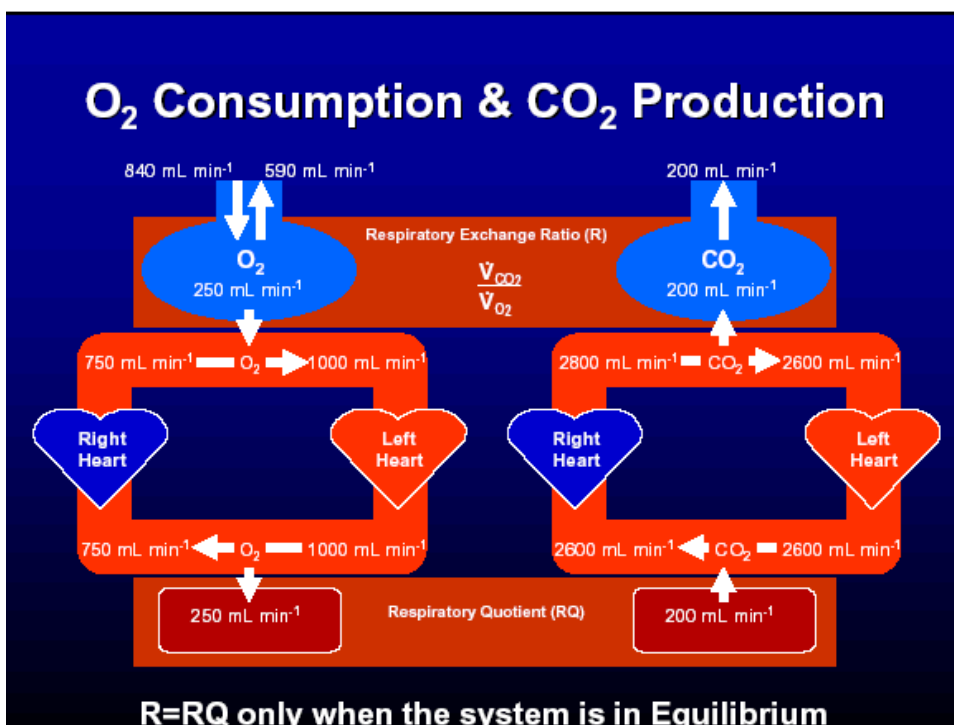 O₂ Consumption & CO₂ Production
840 mL min⁻¹ 590 mL min⁻¹ 200 mL min⁻¹
Respiratory Exchange Ratio (R)
O₂ CO₂
250 mL min⁻¹ 200 mL min⁻¹
V̇CO₂
V̇O₂
750 mL min⁻¹ O₂ 1000 mL min⁻¹ 2800 mL min⁻¹ CO₂ 2600 mL min⁻¹
Right Left Right Left
Heart Heart Heart Heart
750 mL min⁻¹ O₂ 1000 mL min⁻¹ 2600 mL min⁻¹ CO₂ 2600 mL min⁻¹
250 mL min⁻¹ Respiratory Quotient (RQ) 200 mL min⁻¹
R=RQ only when the system is in Equilibrium